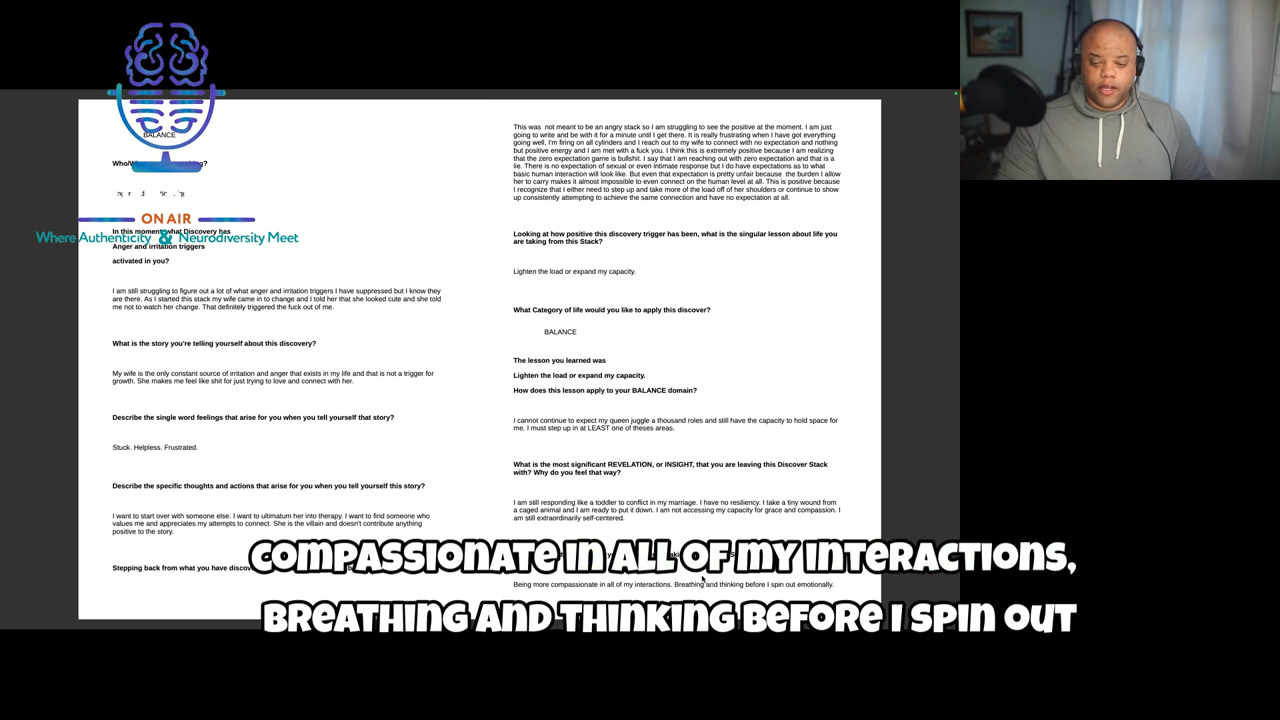 BALANCE
ON AIR
Where Authenticity & Neurodiversity Meet
In this moment what Discovery has
Anger and irritation triggers
activated in you?
I am still struggling to figure out a lot of what anger and irritation triggers I have suppressed but I know they
are there. As I started this stack my wife came in to change and I told her that she looked cute and she told
me not to watch her change. That definitely triggered the fuck out of me.
What is the story you're telling yourself about this discovery?
My wife is the only constant source of irritation and anger that exists in my life and that is not a trigger for
growth. She makes me feel like shit for just trying to love and connect with her.
Describe the single word feelings that arise for you when you tell yourself that story?
Stuck. Helpless. Frustrated.
Describe the specific thoughts and actions that arise for you when you tell yourself this story?
I want to start over with someone else. I want to ultimatum her into therapy. I want to find someone who
values me and appreciates my attempts to connect. She is the villain and doesn't contribute anything
positive to the story.
Stepping back from what you have
This was not meant to be an angry stack so I am struggling to see the positive at the moment. I am just
going to write and be with it for a minute until I get there. It is really frustrating when I have got everything
going well, I'm firing on all cylinders and I reach out to my wife to connect with no expectation and nothing
but positive energy and I am met with a fuck you. I think this is extremely positive because I am realizing
that the zero expectation game is bullshit. I say that I am reaching out with zero expectation and that is a
lie. There is no expectation of sexual or even intimate response but I do have expectations as to what
basic human interaction will look like. But even that expectation is pretty unfair because the burden I allow
her to carry makes it almost impossible to even connect on the human level at all. This is positive because
I recognize that I either need to step up and take more of the load off of her shoulders or continue to show
up consistently attempting to achieve the same connection and have no expectation at all.
Looking at how positive this discovery trigger has been, what is the singular lesson about life you
are taking from this Stack?
Lighten the load or expand my capacity.
What Category of life would you like to apply this discover?
BALANCE
The lesson you learned was
Lighten the load or expand my capacity.
How does this lesson apply to your BALANCE domain?
I cannot continue to expect my queen juggle a thousand roles and still have the capacity to hold space for
me. I must step up in at LEAST one of theses areas.
What is the most significant REVELATION, or INSIGHT, that you are leaving this Discover Stack
with? Why do you feel that way?
I am still responding like a toddler to conflict in my marriage. I have no resiliency. I take a tiny wound from
a caged animal and I am ready to put it down. I am not accessing my capacity for grace and compassion. I
am still extraordinarily self-centered.
Being more compassionate in all of my interactions. Breathing and thinking before I spin out emotionally.
COMPASSIONATE IN ALL OF MY INTERACTIONS,
BREATHING AND THINKING BEFORE I SPIN OUT